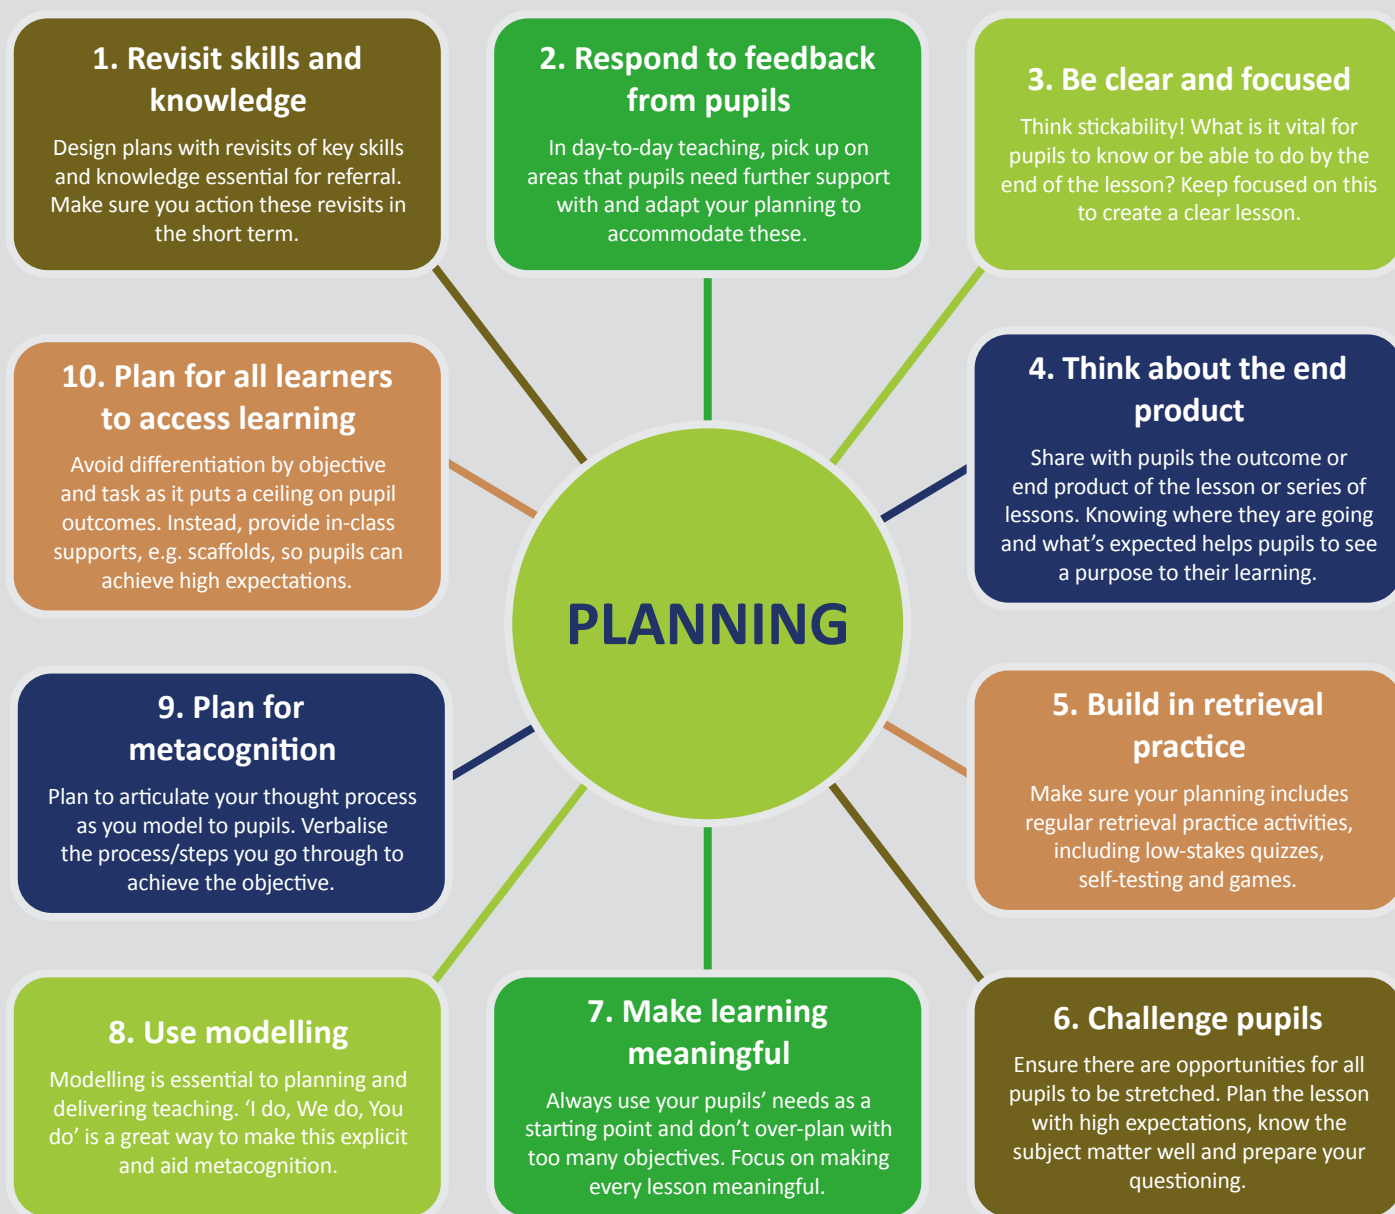 1. Revisit skills and
knowledge
Design plans with revisits of key skills
and knowledge essential for referral.
Make sure you action these revisits in
the short term.
2. Respond to feedback
from pupils
In day-to-day teaching, pick up on
areas that pupils need further support
with and adapt your planning to
accommodate these.
3. Be clear and focused
Think stickability! What is it vital for
pupils to know or be able to do by the
end of the lesson? Keep focused on this
to create a clear lesson.
4. Think about the end
product
Share with pupils the outcome or
end product of the lesson or series of
lessons. Knowing where they are going
and what’s expected helps pupils to see
a purpose to their learning.
5. Build in retrieval
practice
Make sure your planning includes
regular retrieval practice activities,
including low-stakes quizzes,
self-testing and games.
6. Challenge pupils
Ensure there are opportunities for all
pupils to be stretched. Plan the lesson
with high expectations, know the
subject matter well and prepare your
questioning.
7. Make learning
meaningful
Always use your pupils’ needs as a
starting point and don’t over-plan with
too many objectives. Focus on making
every lesson meaningful.
8. Use modelling
Modelling is essential to planning and
delivering teaching. ‘I do, We do, You
do’ is a great way to make this explicit
and aid metacognition.
9. Plan for
metacognition
Plan to articulate your thought process
as you model to pupils. Verbalise
the process/steps you go through to
achieve the objective.
10. Plan for all learners
to access learning
Avoid differentiation by objective
and task as it puts a ceiling on pupil
outcomes. Instead, provide in-class
supports, e.g. scaffolds, so pupils can
achieve high expectations.
PLANNING